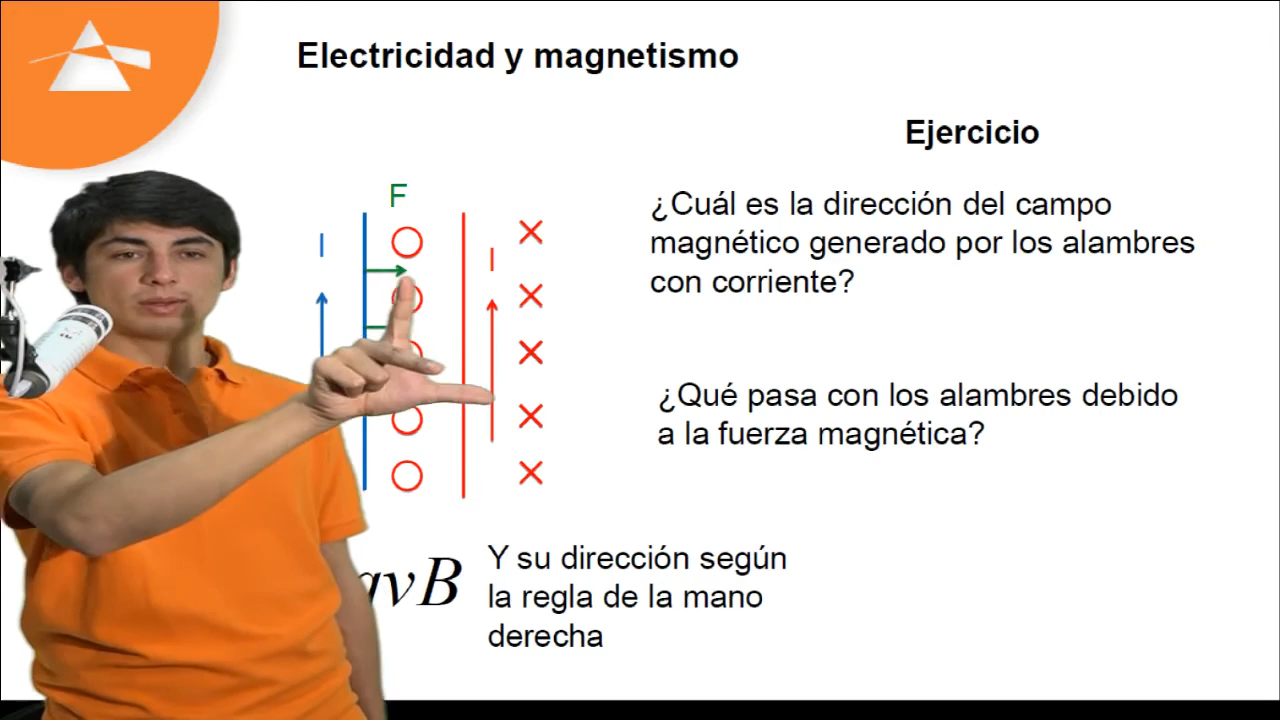 Electricidad y magnetismo
Ejercicio
F
I
I
¿Cuál es la dirección del campo
magnético generado por los alambres
con corriente?
¿Qué pasa con los alambres debido
a la fuerza magnética?
qvB
Y su dirección según
la regla de la mano
derecha